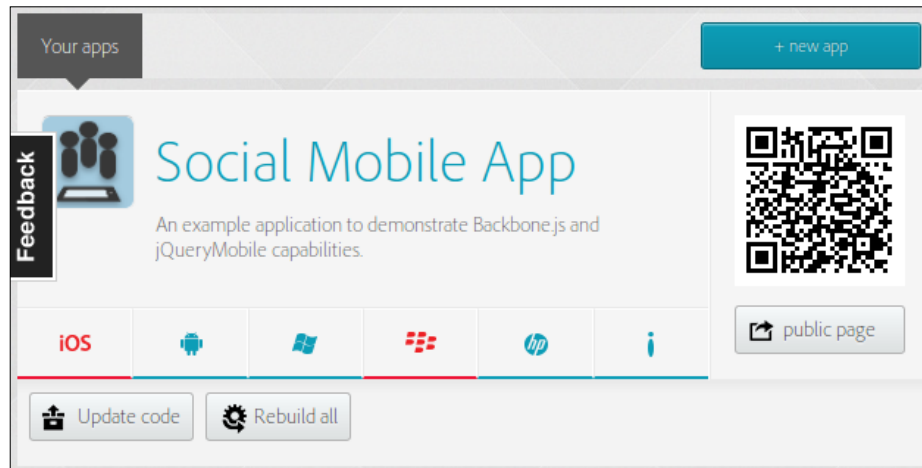 Your apps
+ new app
Feedback
Social Mobile App
An example application to demonstrate Backbone.js and
jQueryMobile capabilities.
iOS
hp
public page
Update code
Rebuild all